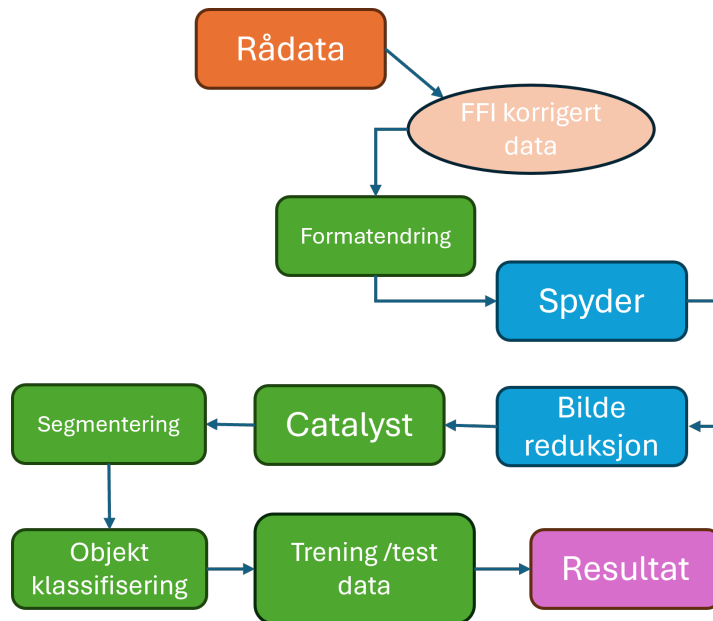 Rådata
FFI korrigert
data
Formatendring
Spyder
Segmentering
Catalyst
Bilde
reduksjon
Objekt
klassifisering
Trening /test
data
Resultat